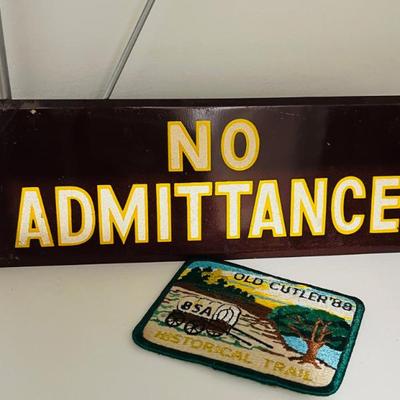 NO
ADMITTANCE
OLD CUTLER '88
BSA
HISTORICAL TRAIL